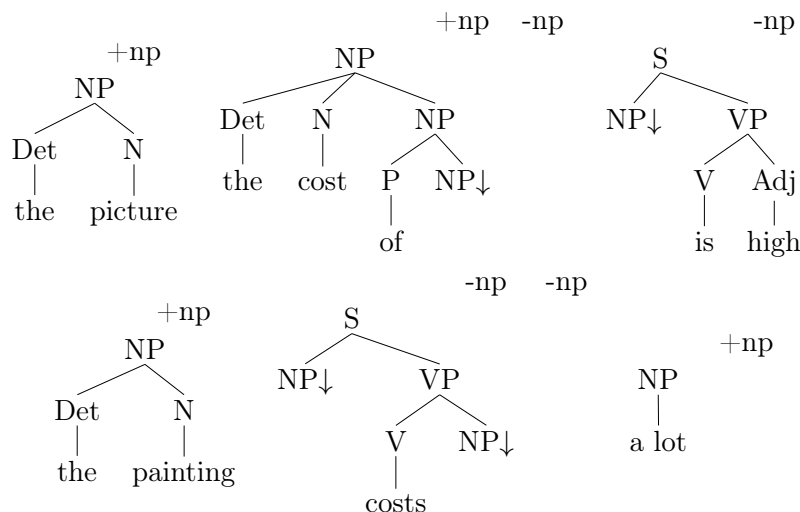 +np -np -np
+np
NP S
NP
Det N NP NP↓ VP
Det N
the cost P NP↓ V Adj
the picture
of is high
-np -np
+np +np
S
NP NP
NP↓ VP
Det N a lot
V NP↓
the painting
costs